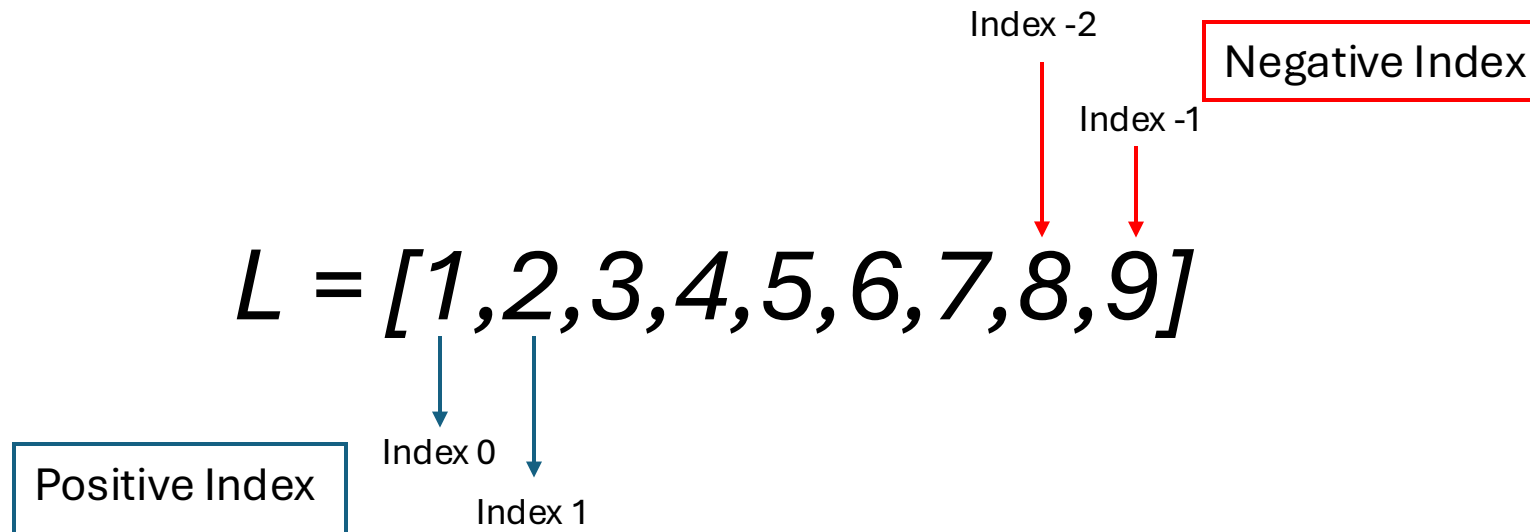 Index -2
Negative Index
Index -1
L = [1,2,3,4,5,6,7,8,9]
Index 0
Positive Index
Index 1